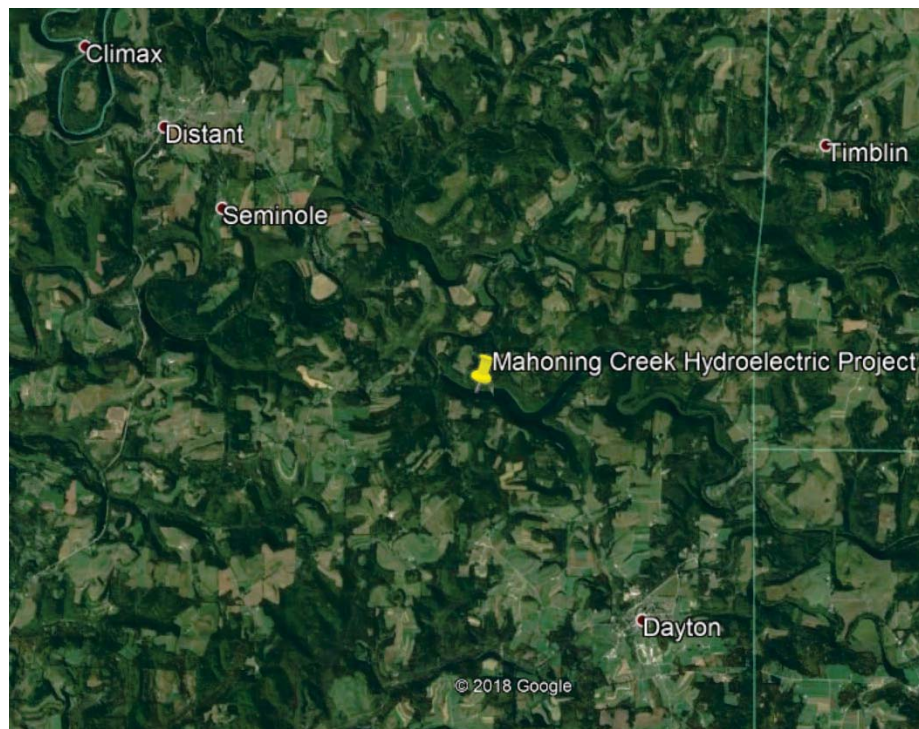 Climax
Distant
Timblin
Seminole
Mahoning Creek Hydroelectric Project
Dayton
© 2018 Google